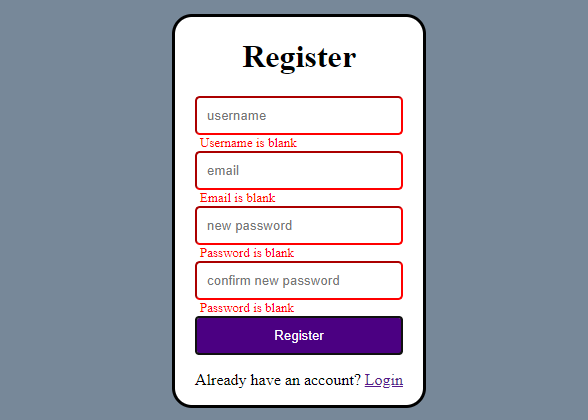 Register
username
Username is blank
email
Email is blank
new password
Password is blank
confirm new password
Password is blank
Register
Already have an account? Login